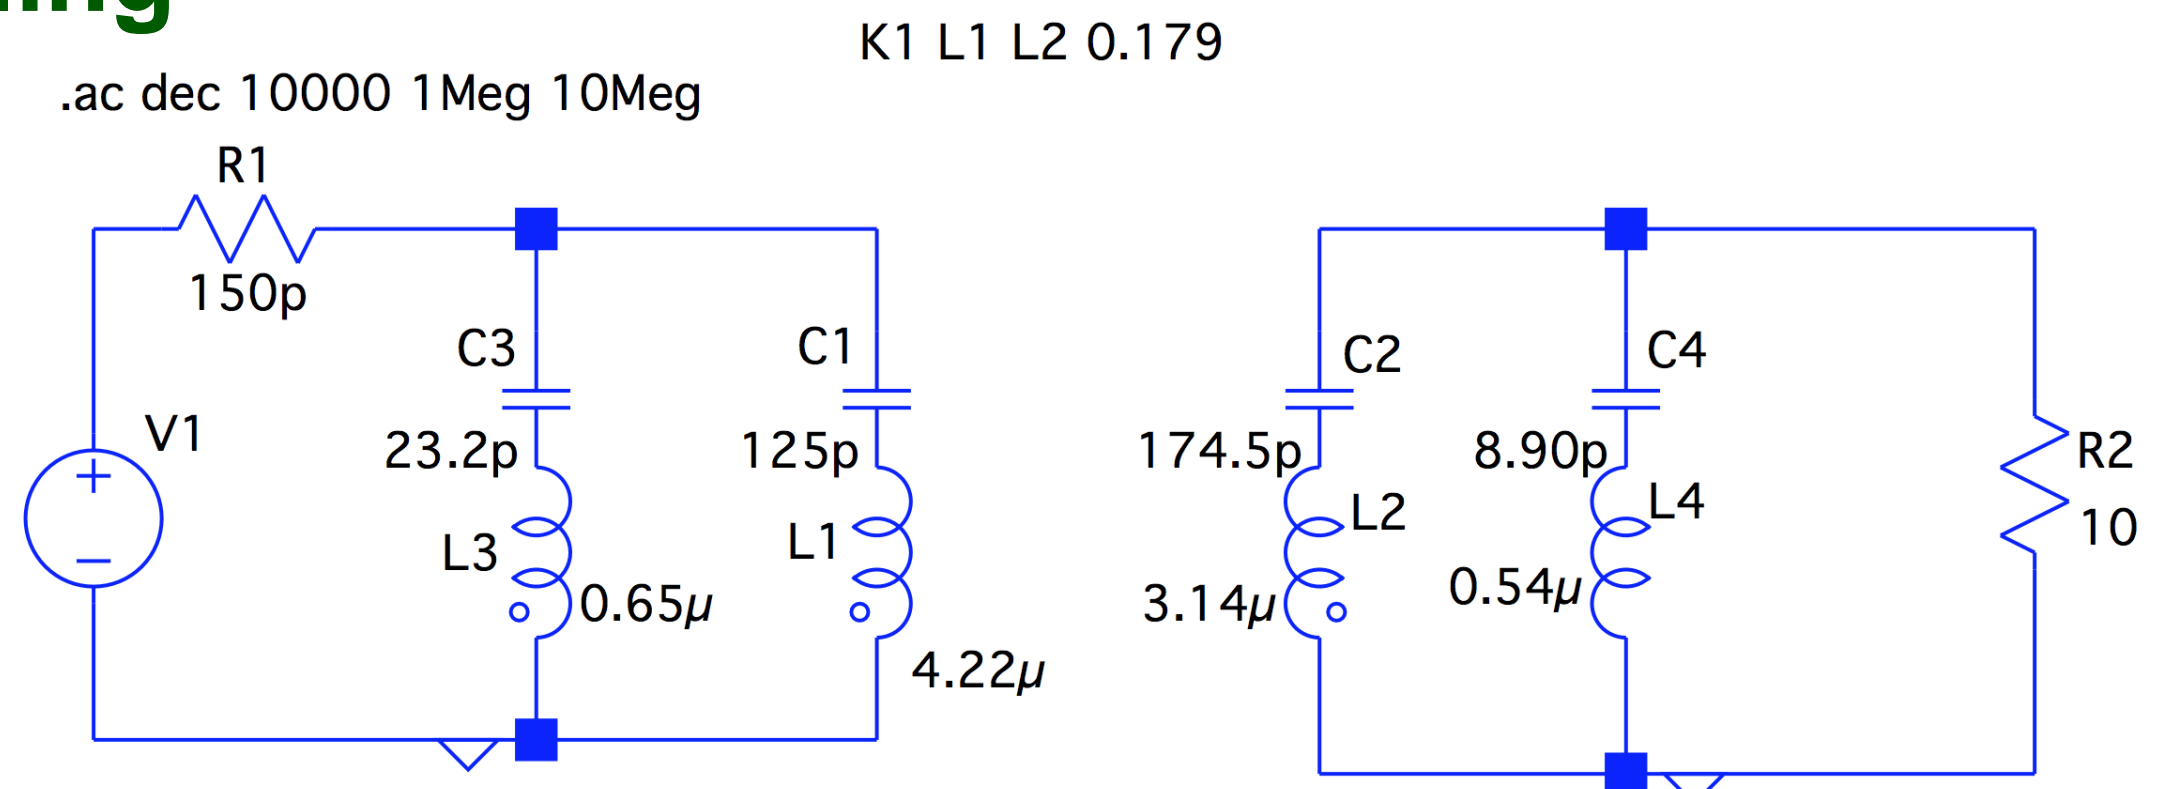 K1 L1 L2 0.179
.ac dec 10000 1Meg 10Meg
R1
150p
C3
C1
C2
C4
V1
23.2p
125p
174.5p
8.90p
R2
L3
L1
L2
L4
10
0.65µ
3.14µ
0.54µ
4.22µ